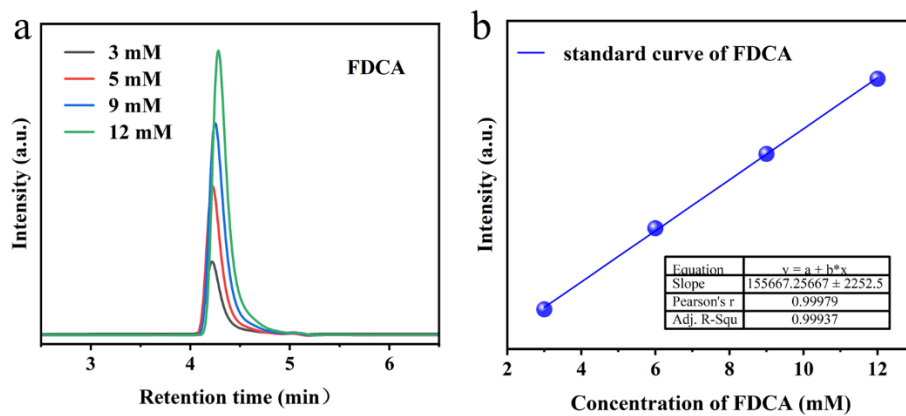 a
3 mM
5 mM
9 mM
12 mM
FDCA
Intensity (a.u.)
3
4
5
6
Retention time (min）
b
standard curve of FDCA
Intensity (a.u.)
Equation y = a + b*x
Slope 155667.25667 ± 2252.5
Pearson's r 0.99979
Adj. R-Squ 0.99937
2
4
6
8
10
12
Concentration of FDCA (mM)